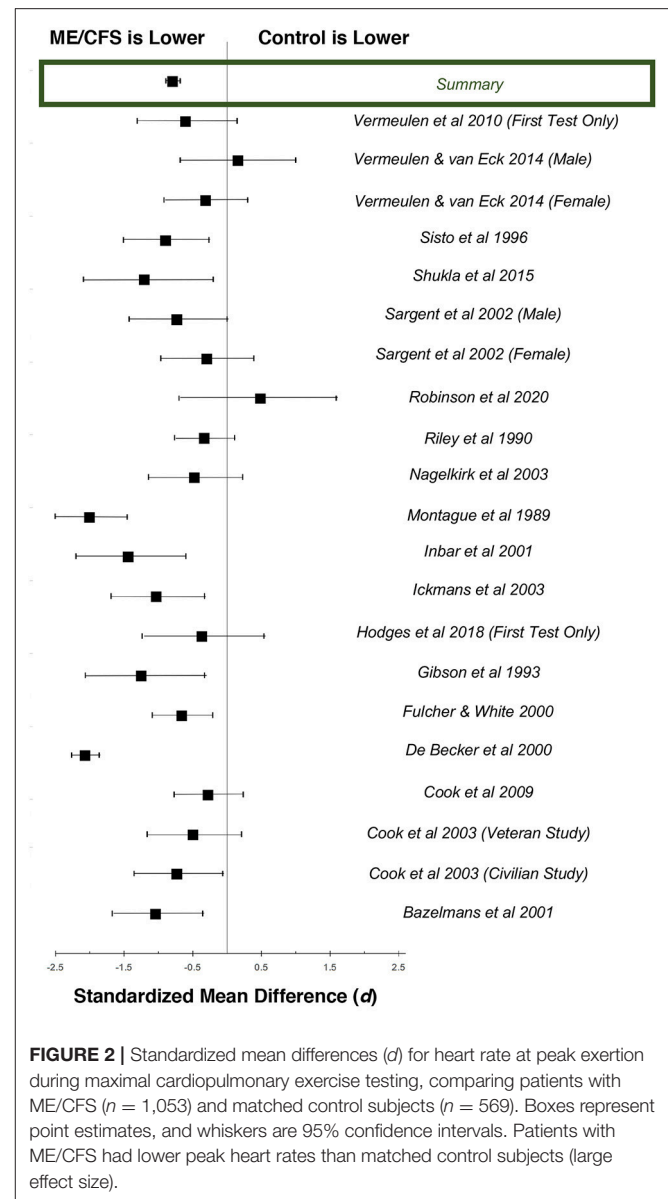 ME/CFS is Lower Control is Lower
Summary
Vermeulen et al 2010 (First Test Only)
Vermeulen & van Eck 2014 (Male)
Vermeulen & van Eck 2014 (Female)
Sisto et al 1996
Shukla et al 2015
Sargent et al 2002 (Male)
Sargent et al 2002 (Female)
Robinson et al 2020
Riley et al 1990
Nagelkirk et al 2003
Montague et al 1989
Inbar et al 2001
Ickmans et al 2003
Hodges et al 2018 (First Test Only)
Gibson et al 1993
Fulcher & White 2000
De Becker et al 2000
Cook et al 2009
Cook et al 2003 (Veteran Study)
Cook et al 2003 (Civilian Study)
Bazelmans et al 2001
-2.5 -1.5 -0.5 0.5 1.5 2.5
Standardized Mean Difference (d)
FIGURE 2 | Standardized mean differences (d) for heart rate at peak exertion
during maximal cardiopulmonary exercise testing, comparing patients with
ME/CFS (n = 1,053) and matched control subjects (n = 569). Boxes represent
point estimates, and whiskers are 95% confidence intervals. Patients with
ME/CFS had lower peak heart rates than matched control subjects (large
effect size).